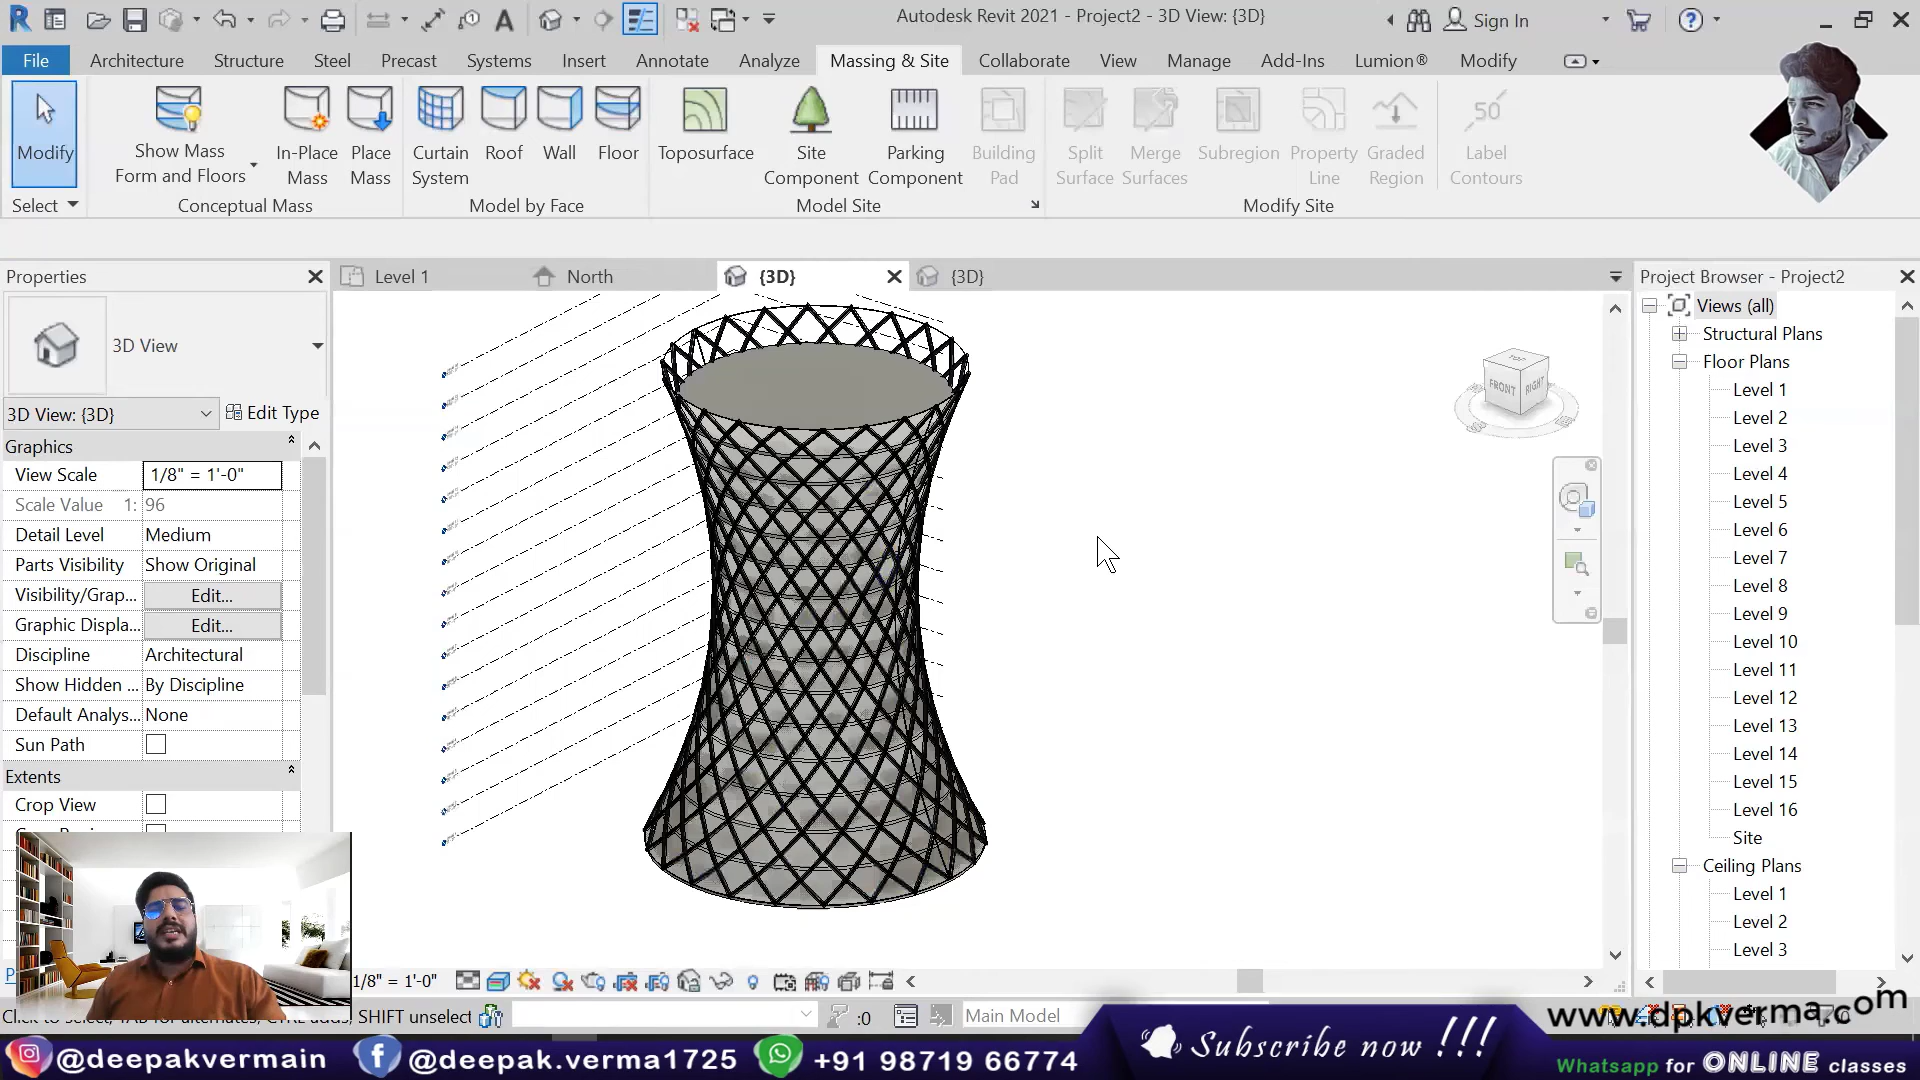 Autodesk Revit 2021 - Project2 - 3D View: {3D}
Sign In
File Architecture Structure Steel Precast Systems Insert Annotate Analyze Massing & Site Collaborate View Manage Add-Ins Lumion® Modify
Modify
Show Mass Form and Floors
In-Place Mass
Place Mass
Curtain System
Roof
Wall
Floor
Toposurface
Site Component
Parking Component
Building Pad
Split Surface
Merge Surfaces
Subregion
Property Line
Graded Region
50
Label Contours
Select
Conceptual Mass
Model by Face
Model Site
Modify Site
Properties
Level 1
North
{3D}
{3D}
Project Browser - Project2
3D View
3D View: {3D}
Edit Type
Graphics
View Scale 1/8" = 1'-0"
Scale Value 1: 96
Detail Level Medium
Parts Visibility Show Original
Visibility/Grap... Edit...
Graphic Displa... Edit...
Discipline Architectural
Show Hidden ... By Discipline
Default Analys... None
Sun Path
Extents
Crop View
TOP
FRONT
RIGHT
Views (all)
Structural Plans
Floor Plans
Level 1
Level 2
Level 3
Level 4
Level 5
Level 6
Level 7
Level 8
Level 9
Level 10
Level 11
Level 12
Level 13
Level 14
Level 15
Level 16
Site
Ceiling Plans
Level 1
Level 2
Level 3
1/8" = 1'-0"
Click to select, TAB for alternates, CTRL adds, SHIFT unselect
:0
Main Model
www.dpkverma.com
@deepakvermain
@deepak.verma1725
+91 98719 66774
Subscribe now !!!
Whatsapp for ONLINE classes